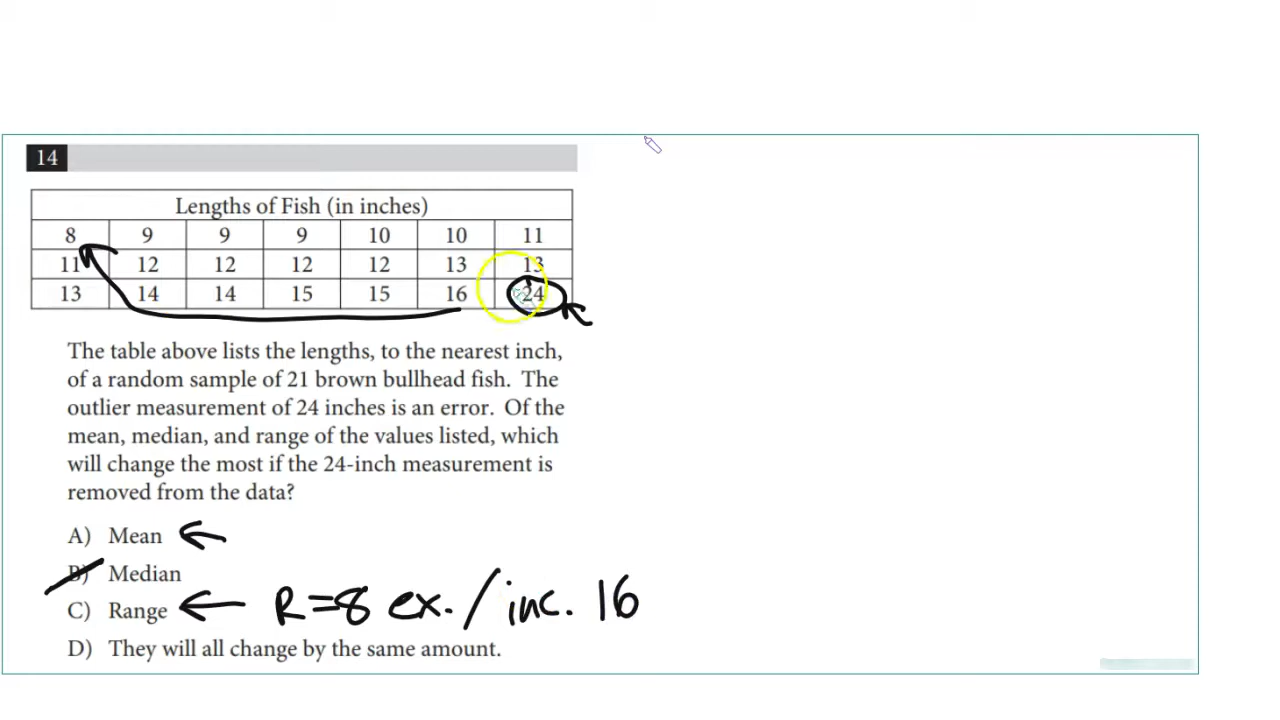 14
Lengths of Fish (in inches)
8 9 9 9 10 10 11
11 12 12 12 12 13 13
13 14 14 15 15 16 24
The table above lists the lengths, to the nearest inch,
of a random sample of 21 brown bullhead fish. The
outlier measurement of 24 inches is an error. Of the
mean, median, and range of the values listed, which
will change the most if the 24-inch measurement is
removed from the data?
A) Mean
B) Median
C) Range R=8 ex. / inc. 16
D) They will all change by the same amount.